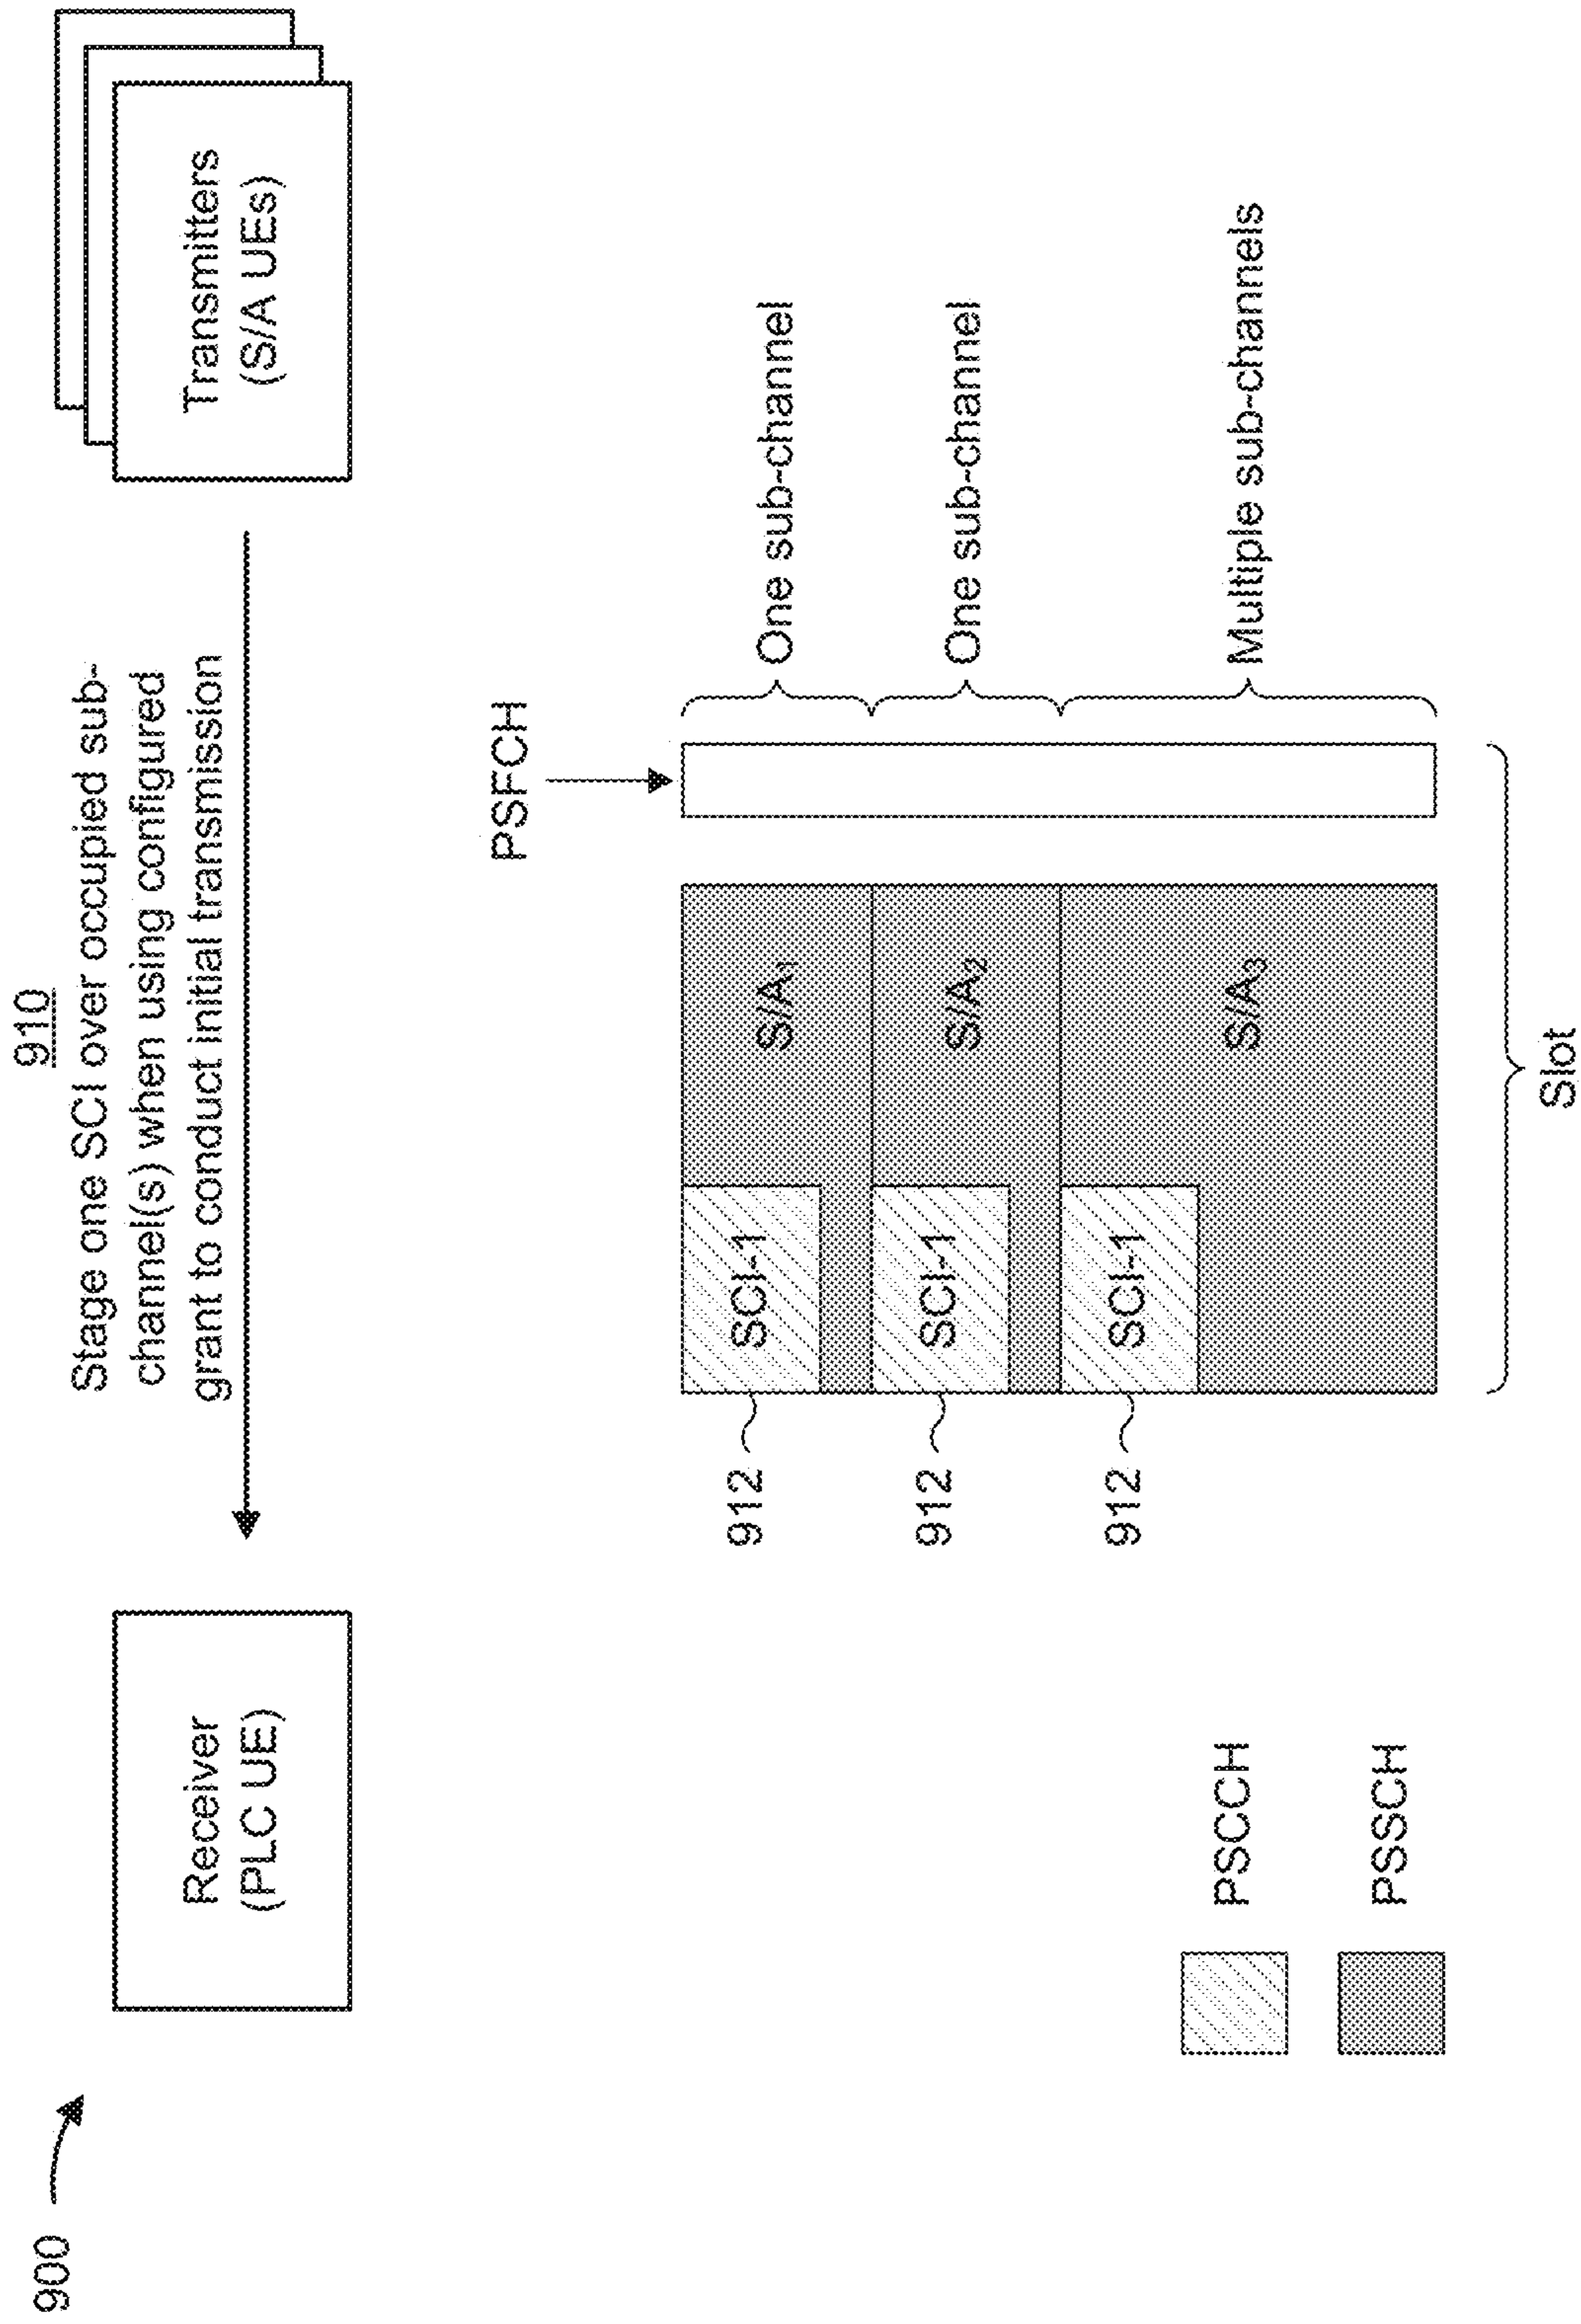 900
910
Receiver
(PLC UE)
Stage one SCI over occupied sub-
channel(s) when using configured
grant to conduct initial transmission
Transmitters
(S/A UEs)
PSFCH
912
SCI-1
S/A1
One sub-channel
912
SCI-1
S/A2
One sub-channel
912
SCI-1
S/A3
Multiple sub-channels
PSCCH
PSSCH
Slot